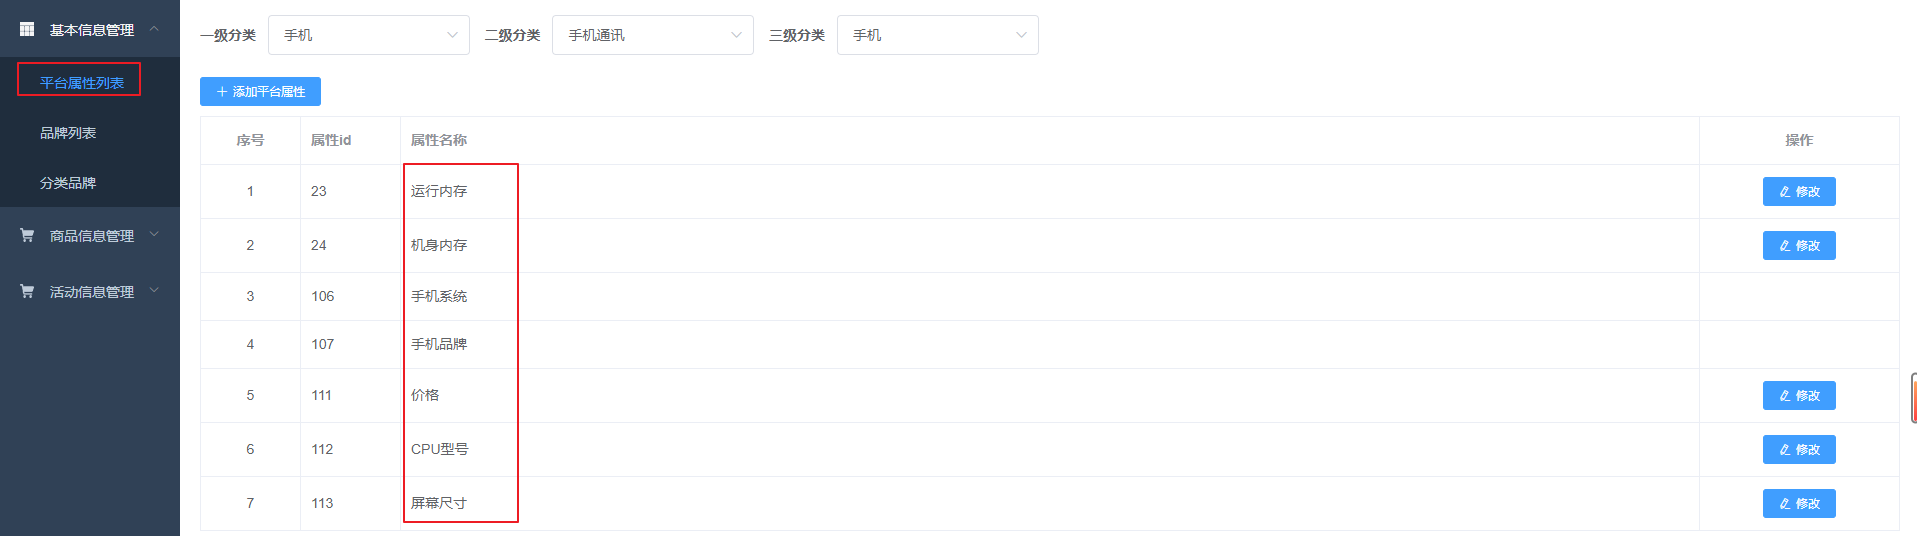 基本信息管理
平台属性列表
品牌列表
分类品牌
商品信息管理
活动信息管理
一级分类 手机 二级分类 手机通讯 三级分类 手机
添加平台属性
序号 属性id 属性名称 操作
1 23 运行内存 修改
2 24 机身内存 修改
3 106 手机系统
4 107 手机品牌
5 111 价格 修改
6 112 CPU型号 修改
7 113 屏幕尺寸 修改